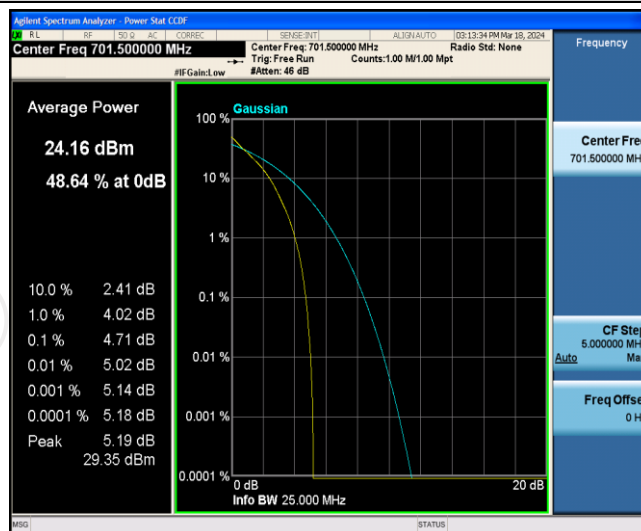 Agilent Spectrum Analyzer - Power Stat CCDF
RL RF 50 Ω AC CORREC SENSE:INT ALIGN AUTO 03:13:34 PM Mar 18, 2024
Center Freq 701.500000 MHz
Center Freq: 701.500000 MHz Radio Std: None
Trig: Free Run Counts:1.00 M/1.00 Mpt
#IFGain:Low #Atten: 46 dB
Frequency
Average Power
24.16 dBm
48.64 % at 0dB
10.0 % 2.41 dB
1.0 % 4.02 dB
0.1 % 4.71 dB
0.01 % 5.02 dB
0.001 % 5.14 dB
0.0001 % 5.18 dB
Peak 5.19 dB
29.35 dBm
Gaussian
100 %
10 %
1 %
0.1 %
0.01 %
0.001 %
0.0001 %
0 dB 20 dB
Info BW 25.000 MHz
Center Fre
701.500000 MH
CF Ste
5.000000 MH
Auto Ma
Freq Offse
0 H
MSG STATUS